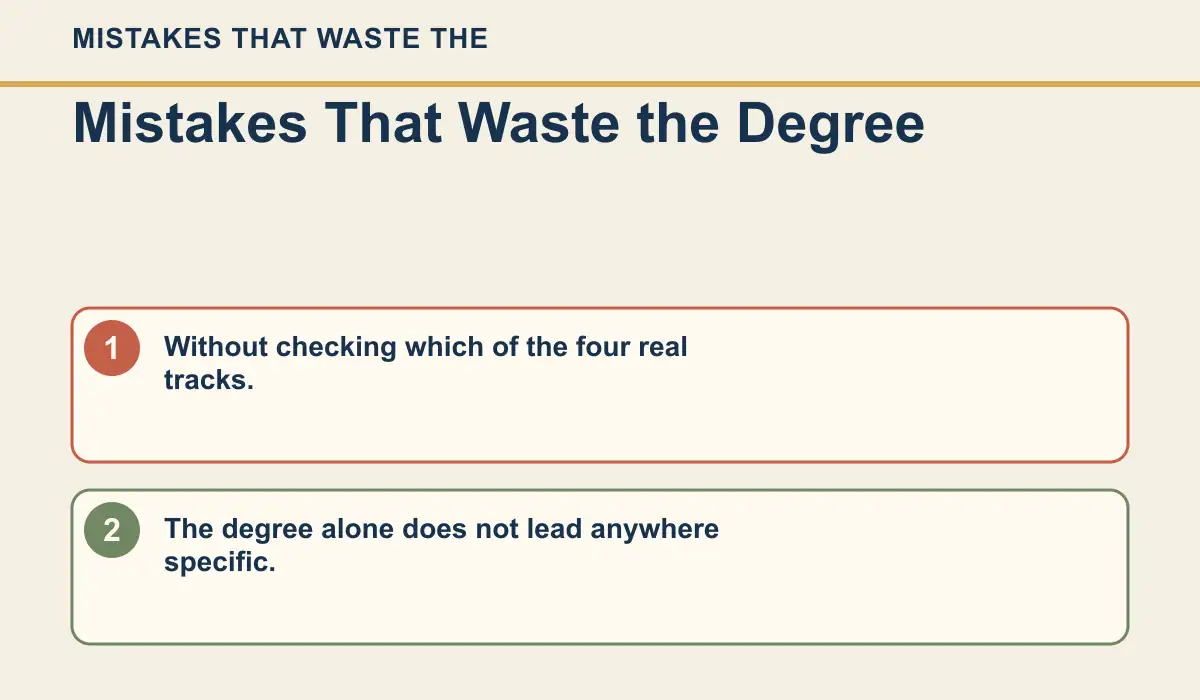 MISTAKES THAT WASTE THE
Mistakes That Waste the Degree
1
Without checking which of the four real
tracks.
2
The degree alone does not lead anywhere
specific.